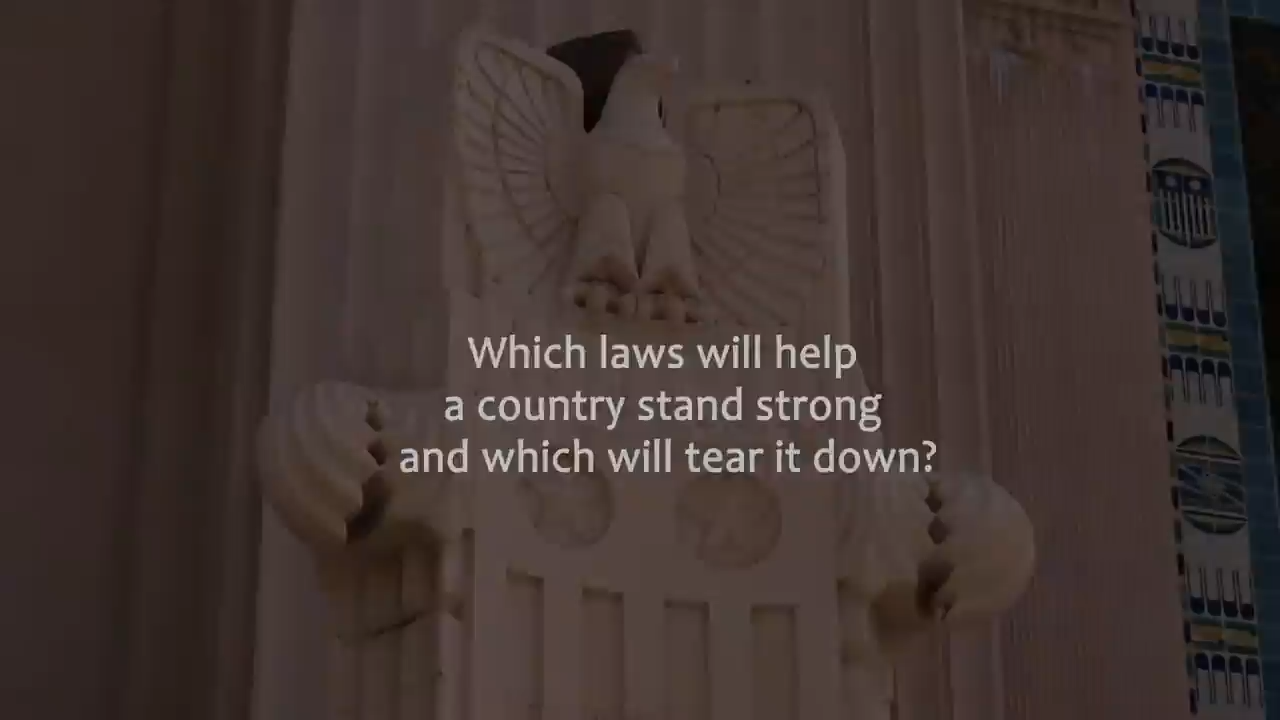 Which laws will help
a country stand strong
and which will tear it down?